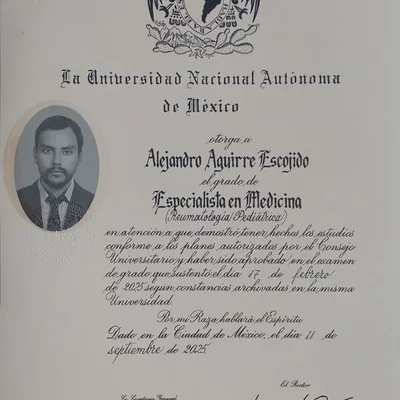 La Universidad Nacional Autónoma
de México
otorga a
Alejandro Aguirre Escojido
el grado de
Especialista en Medicina
(Reumatología Pediátrica)
en atención a que demostró tener hechos los estudios
conforme a los planes autorizados por el Consejo
Universitario y haber sido aprobado en el examen
de grado que sustentó el día 17 de febrero
de 2025 según constancias archivadas en la misma
Universidad.
Por mi Raza hablará el Espíritu
Dado en la Ciudad de México, el día 11 de
septiembre de 2025.
El Rector